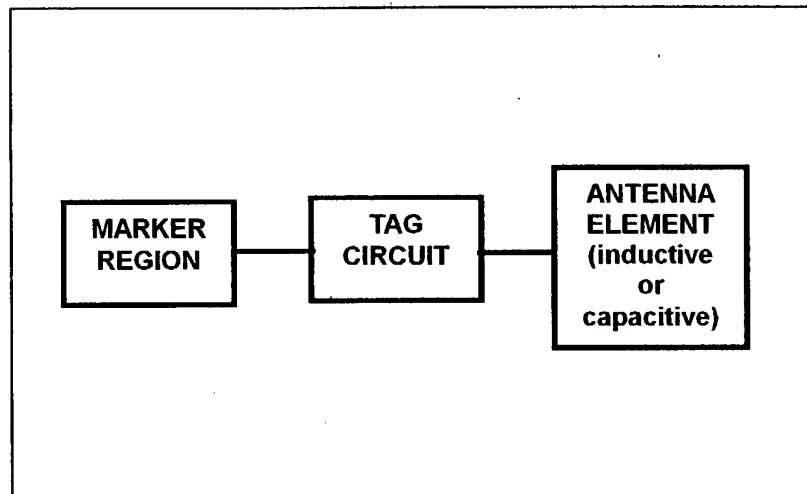 MARKER
REGION
TAG
CIRCUIT
ANTENNA
ELEMENT
(inductive
or
capacitive)